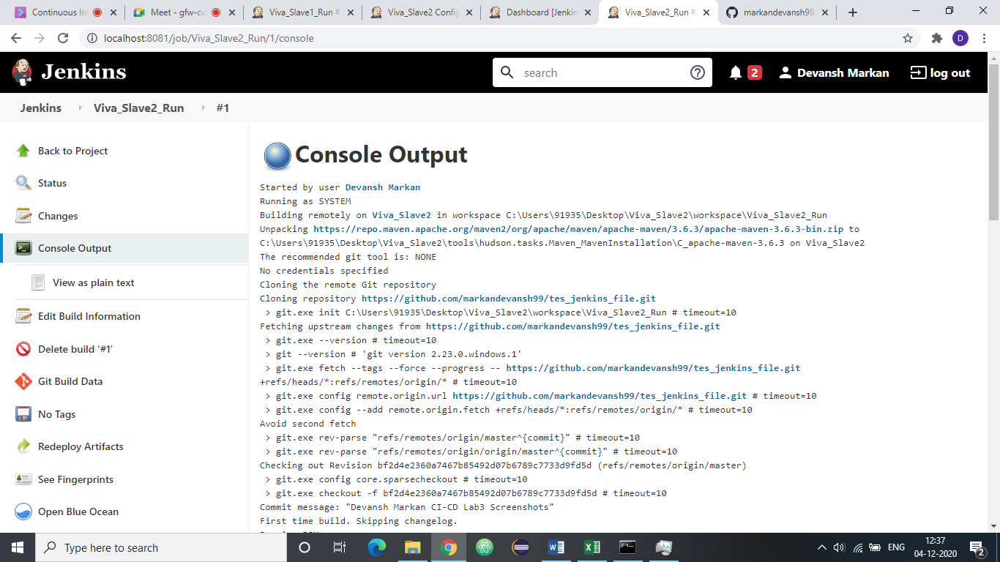 Continuous In
Meet - gfw-cv
Viva_Slave1_Run #
Viva_Slave2 Config
Dashboard [Jenkin
Viva_Slave2_Run #
markandevansh99
localhost:8081/job/Viva_Slave2_Run/1/console
D
Jenkins
search
2
Devansh Markan
log out
Jenkins
Viva_Slave2_Run
#1
Back to Project
Status
Changes
Console Output
View as plain text
Edit Build Information
Delete build ‘#1’
Git Build Data
No Tags
Redeploy Artifacts
See Fingerprints
Open Blue Ocean
Console Output
Started by user Devansh Markan
Running as SYSTEM
Building remotely on Viva_Slave2 in workspace C:\Users\91935\Desktop\Viva_Slave2\workspace\Viva_Slave2_Run
Unpacking https://repo.maven.apache.org/maven2/org/apache/maven/apache-maven/3.6.3/apache-maven-3.6.3-bin.zip to
C:\Users\91935\Desktop\Viva_Slave2\tools\hudson.tasks.Maven_MavenInstallation\C_apache-maven-3.6.3 on Viva_Slave2
The recommended git tool is: NONE
No credentials specified
Cloning the remote Git repository
Cloning repository https://github.com/markandevansh99/tes_jenkins_file.git
> git.exe init C:\Users\91935\Desktop\Viva_Slave2\workspace\Viva_Slave2_Run # timeout=10
Fetching upstream changes from https://github.com/markandevansh99/tes_jenkins_file.git
> git.exe --version # timeout=10
> git --version # 'git version 2.23.0.windows.1'
> git.exe fetch --tags --force --progress -- https://github.com/markandevansh99/tes_jenkins_file.git
+refs/heads/*:refs/remotes/origin/* # timeout=10
> git.exe config remote.origin.url https://github.com/markandevansh99/tes_jenkins_file.git # timeout=10
> git.exe config --add remote.origin.fetch +refs/heads/*:refs/remotes/origin/* # timeout=10
Avoid second fetch
> git.exe rev-parse "refs/remotes/origin/master^{commit}" # timeout=10
> git.exe rev-parse "refs/remotes/origin/origin/master^{commit}" # timeout=10
Checking out Revision bf2d4e2360a7467b85492d07b6789c7733d9fd5d (refs/remotes/origin/master)
> git.exe config core.sparsecheckout # timeout=10
> git.exe checkout -f bf2d4e2360a7467b85492d07b6789c7733d9fd5d # timeout=10
Commit message: "Devansh Markan CI-CD Lab3 Screenshots"
First time build. Skipping changelog.
Type here to search
ENG
12:37
04-12-2020
2